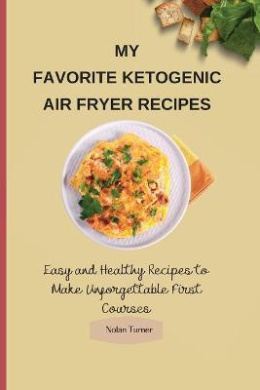 MY
FAVORITE KETOGENIC
AIR FRYER RECIPES
Easy and Healthy Recipes to
Make Unforgettable First
Courses
Nolan Turner